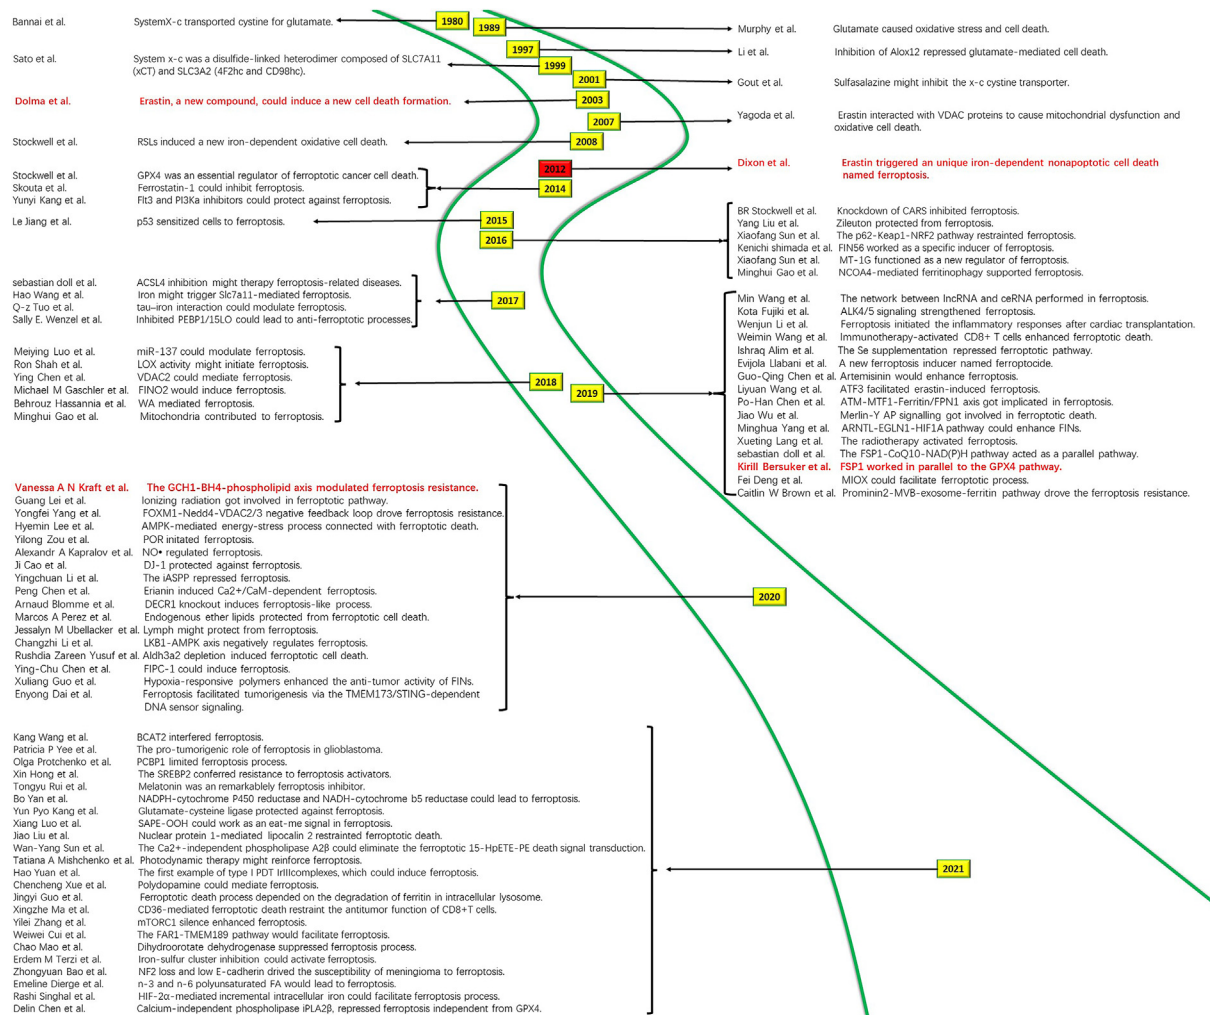 Bannai et al. SystemX-c transported cystine for glutamate. 1980
1989 Murphy et al. Glutamate caused oxidative stress and cell death.
1997 Li et al. Inhibition of Alox12 repressed glutamate-mediated cell death.
Sato et al. System x-c was a disulfide-linked heterodimer composed of SLC7A11
(xCT) and SLC3A2 (4F2hc and CD98hc). 1999
2001 Gout et al. Sulfasalazine might inhibit the x-c cystine transporter.
Dolma et al. Erastin, a new compound, could induce a new cell death formation. 2003
2007 Yagoda et al. Erastin interacted with VDAC proteins to cause mitochondrial dysfunction and
oxidative cell death.
Stockwell et al. RSLs induced a new iron-dependent oxidative cell death. 2008
2012 Dixon et al. Erastin triggered an unique iron-dependent nonapoptotic cell death
named ferroptosis.
Stockwell et al. GPX4 was an essential regulator of ferroptotic cancer cell death.
Skouta et al. Ferrostatin-1 could inhibit ferroptosis. 2014
Yunyi Kang et al. Flt3 and PI3Ka inhibitors could protect against ferroptosis.
Le Jiang et al. p53 sensitized cells to ferroptosis. 2015
2016
BR Stockwell et al. Knockdown of CARS inhibited ferroptosis.
Yang Liu et al. Zileuton protected from ferroptosis.
Xiaofang Sun et al. The p62-Keap1-NRF2 pathway restrainted ferroptosis.
Kenichi shimada et al. FIN56 worked as a specific inducer of ferroptosis.
Xiaofang Sun et al. MT-1G functioned as a new regulator of ferroptosis.
Minghui Gao et al. NCOA4-mediated ferritinophagy supported ferroptosis.
sebastian doll et al. ACSL4 inhibition might therapy ferroptosis-related diseases.
Hao Wang et al. Iron might trigger Slc7a11-mediated ferroptosis.
Q-z Tuo et al. tau–iron interaction could modulate ferroptosis.
Sally E. Wenzel et al. Inhibited PEBP1/15LO could lead to anti-ferroptotic processes.
2017
Meiying Luo et al. miR-137 could modulate ferroptosis.
Ron Shah et al. LOX activity might initiate ferroptosis.
Ying Chen et al. VDAC2 could mediate ferroptosis.
Michael M Gaschler et al. FINO2 would induce ferroptosis.
Behrouz Hassannia et al. WA mediated ferroptosis.
Minghui Gao et al. Mitochondria contributed to ferroptosis.
2018
2019
Min Wang et al. The network between lncRNA and ceRNA performed in ferroptosis.
Kota Fujiki et al. ALK4/5 signaling strengthened ferroptosis.
Wenjun Li et al. Ferroptosis initiated the inflammatory responses after cardiac transplantation.
Weimin Wang et al. Immunotherapy-activated CD8+ T cells enhanced ferroptotic death.
Ishraq Alim et al. The Se supplementation repressed ferroptotic pathway.
Evijola Llabani et al. A new ferroptosis inducer named ferroptocide.
Guo-Qing Chen et al. Artemisinin would enhance ferroptosis.
Liyuan Wang et al. ATF3 facilitated erastin-induced ferroptosis.
Po-Han Chen et al. ATM-MTF1-Ferritin/FPN1 axis got implicated in ferroptosis.
Jiao Wu et al. Merlin-Y AP signalling got involved in ferroptotic death.
Minghua Yang et al. ARNTL-EGLN1-HIF1A pathway could enhance FINs.
Xueting Lang et al. The radiotherapy activated ferroptosis.
sebastian doll et al. The FSP1-CoQ10-NAD(P)H pathway acted as a parallel pathway.
Kirill Bersuker et al. FSP1 worked in parallel to the GPX4 pathway.
Fei Deng et al. MIOX could facilitate ferroptotic process.
Caitlin W Brown et al. Prominin2-MVB-exosome-ferritin pathway drove the ferroptosis resistance.
Vanessa A N Kraft et al. The GCH1-BH4-phospholipid axis modulated ferroptosis resistance.
Guang Lei et al. Ionizing radiation got involved in ferroptotic pathway.
Yongfei Yang et al. FOXM1-Nedd4-VDAC2/3 negative feedback loop drove ferroptosis resistance.
Hyemin Lee et al. AMPK-mediated energy-stress process connected with ferroptotic death.
Yilong Zou et al. POR initated ferroptosis.
Alexandr A Kapralov et al. NO• regulated ferroptosis.
Ji Cao et al. DJ-1 protected against ferroptosis.
Yingchuan Li et al. The iASPP repressed ferroptosis.
Peng Chen et al. Erianin induced Ca2+/CaM-dependent ferroptosis.
Arnaud Blomme et al. DECR1 knockout induces ferroptosis-like process.
Marcos A Perez et al. Endogenous ether lipids protected from ferroptotic cell death.
Jessalyn M Ubellacker et al. Lymph might protect from ferroptosis.
Changzhi Li et al. LKB1-AMPK axis negatively regulates ferroptosis.
Rushdia Zareen Yusuf et al. Aldh3a2 depletion induced ferroptotic cell death.
Ying-Chu Chen et al. FIPC-1 could induce ferroptosis.
Xuliang Guo et al. Hypoxia-responsive polymers enhanced the anti-tumor activity of FINs.
Enyong Dai et al. Ferroptosis facilitated tumorigenesis via the TMEM173/STING-dependent
DNA sensor signaling.
2020
Kang Wang et al. BCAT2 interfered ferroptosis.
Patricia P Yee et al. The pro-tumorigenic role of ferroptosis in glioblastoma.
Olga Protchenko et al. PCBP1 limited ferroptosis process.
Xin Hong et al. The SREBP2 conferred resistance to ferroptosis activators.
Tongyu Rui et al. Melatonin was an remarkablely ferroptosis inhibitor.
Bo Yan et al. NADPH-cytochrome P450 reductase and NADH-cytochrome b5 reductase could lead to ferroptosis.
Yun Pyo Kang et al. Glutamate-cysteine ligase protected against ferroptosis.
Xiang Luo et al. SAPE-OOH could work as an eat-me signal in ferroptosis.
Jiao Liu et al. Nuclear protein 1-mediated lipocalin 2 restrainted ferroptotic death.
Wan-Yang Sun et al. The Ca2+-independent phospholipase A2β could eliminate the ferroptotic 15-HpETE-PE death signal transduction.
Tatiana A Mishchenko et al. Photodynamic therapy might reinforce ferroptosis.
Hao Yuan et al. The first example of type I PDT IrIIIcomplexes, which could induce ferroptosis.
Chencheng Xue et al. Polydopamine could mediate ferroptosis.
Jingyi Guo et al. Ferroptotic death process depended on the degradation of ferritin in intracellular lysosome.
Xingzhe Ma et al. CD36-mediated ferroptotic death restraint the antitumor function of CD8+T cells.
Yilei Zhang et al. mTORC1 silence enhanced ferroptosis.
Weiwei Cui et al. The FAR1-TMEM189 pathway would facilitate ferroptosis.
Chao Mao et al. Dihydroorotate dehydrogenase suppressed ferroptosis process.
Erdem M Terzi et al. Iron-sulfur cluster inhibition could activate ferroptosis.
Zhongyuan Bao et al. NF2 loss and low E-cadherin drived the susceptibility of meningioma to ferroptosis.
Emeline Dierge et al. n-3 and n-6 polyunsaturated FA would lead to ferroptosis.
Rashi Singhal et al. HIF-2α-mediated incremental intracellular iron could facilitate ferroptosis process.
Delin Chen et al. Calcium-independent phospholipase iPLA2β, repressed ferroptosis independent from GPX4.
2021